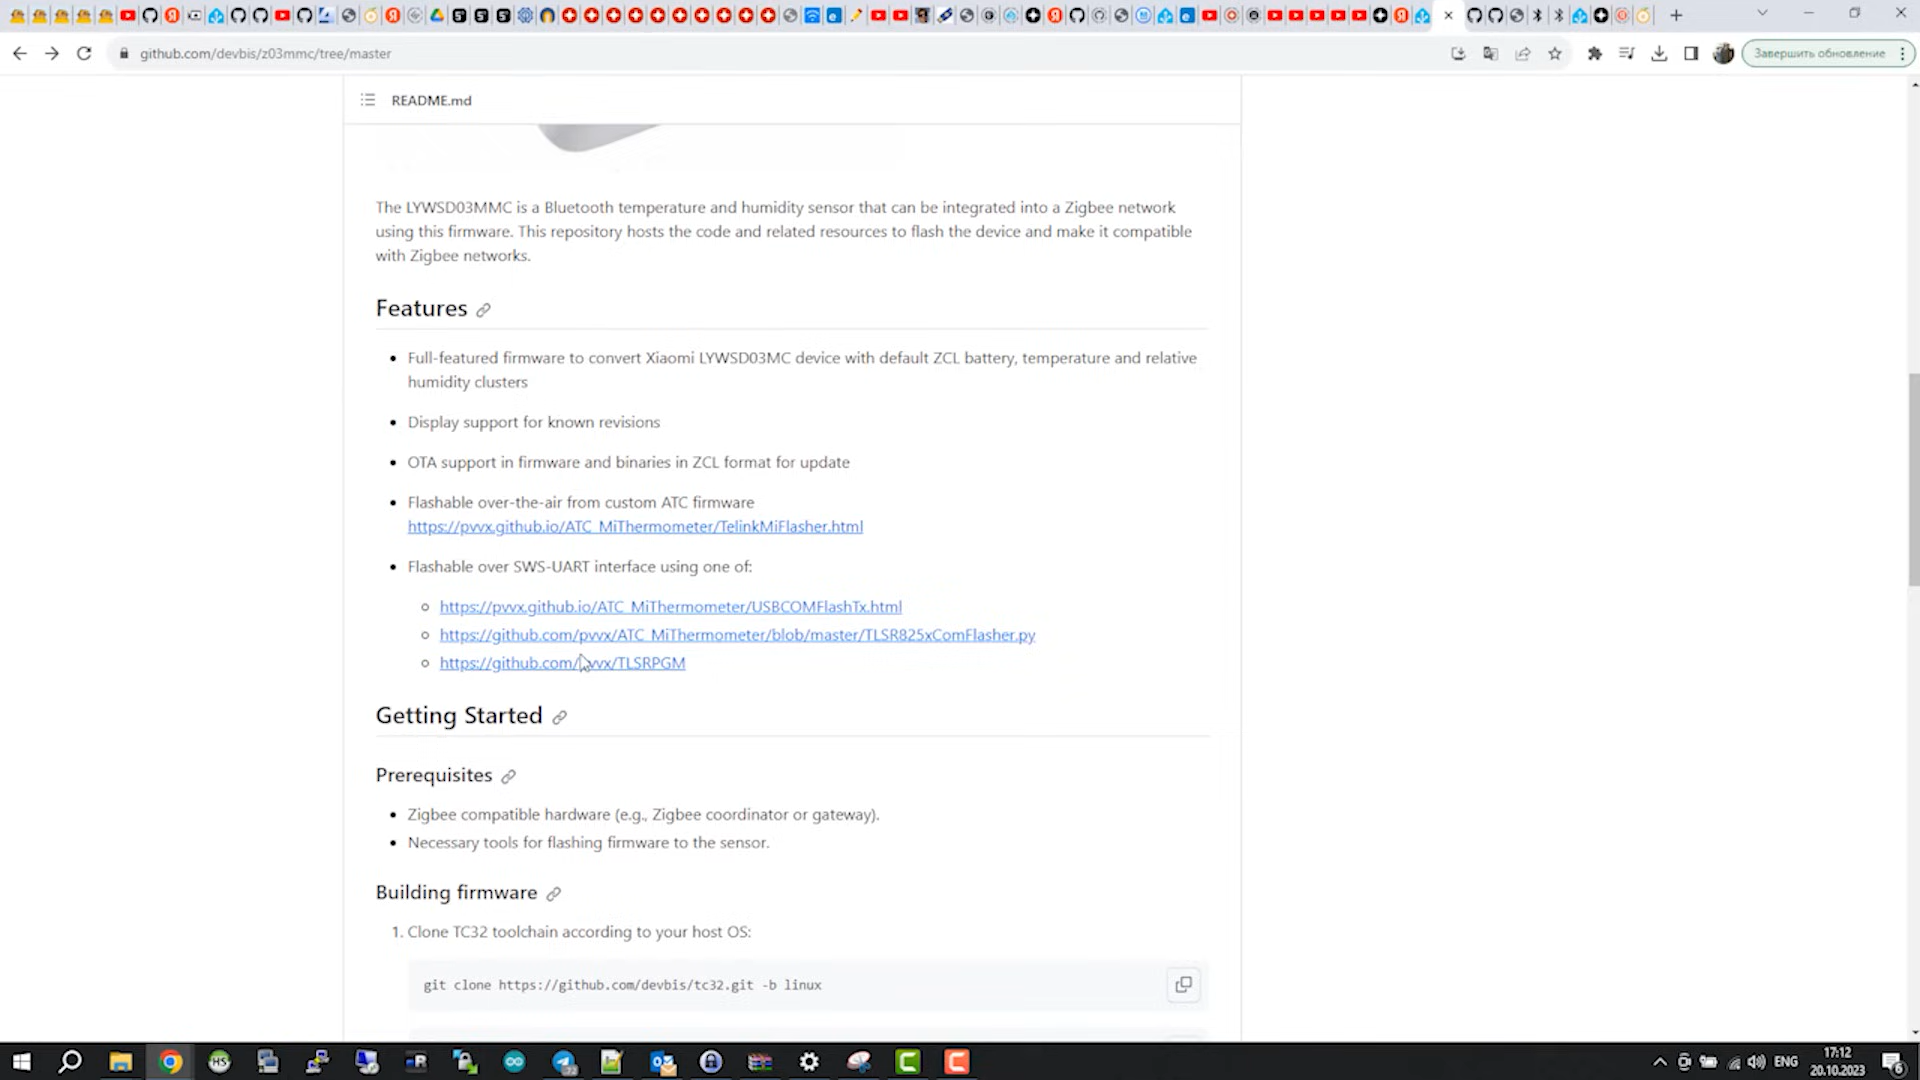 github.com/devbis/z03mmc/tree/master
Завершить обновление
README.md
The LYWSD03MMC is a Bluetooth temperature and humidity sensor that can be integrated into a Zigbee network
using this firmware. This repository hosts the code and related resources to flash the device and make it compatible
with Zigbee networks.
Features
Full-featured firmware to convert Xiaomi LYWSD03MC device with default ZCL battery, temperature and relative
humidity clusters
Display support for known revisions
OTA support in firmware and binaries in ZCL format for update
Flashable over-the-air from custom ATC firmware
https://pvvx.github.io/ATC_MiThermometer/TelinkMiFlasher.html
Flashable over SWS-UART interface using one of:
https://pvvx.github.io/ATC_MiThermometer/USBCOMFlashTx.html
https://github.com/pvvx/ATC_MiThermometer/blob/master/TLSR825xComFlasher.py
https://github.com/pvvx/TLSRPGM
Getting Started
Prerequisites
Zigbee compatible hardware (e.g., Zigbee coordinator or gateway).
Necessary tools for flashing firmware to the sensor.
Building firmware
1. Clone TC32 toolchain according to your host OS:
git clone https://github.com/devbis/tc32.git -b linux
ENG
17:12
20.10.2023
6